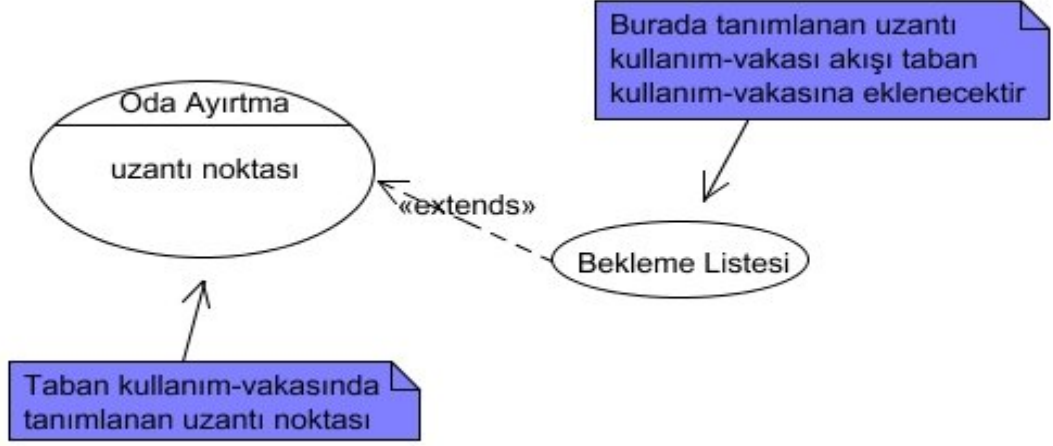 Burada tanımlanan uzantı
kullanım-vakası akışı taban
kullanım-vakasına eklenecektir
Oda Ayırtma
uzantı noktası
«extends»
Bekleme Listesi
Taban kullanım-vakasında
tanımlanan uzantı noktası